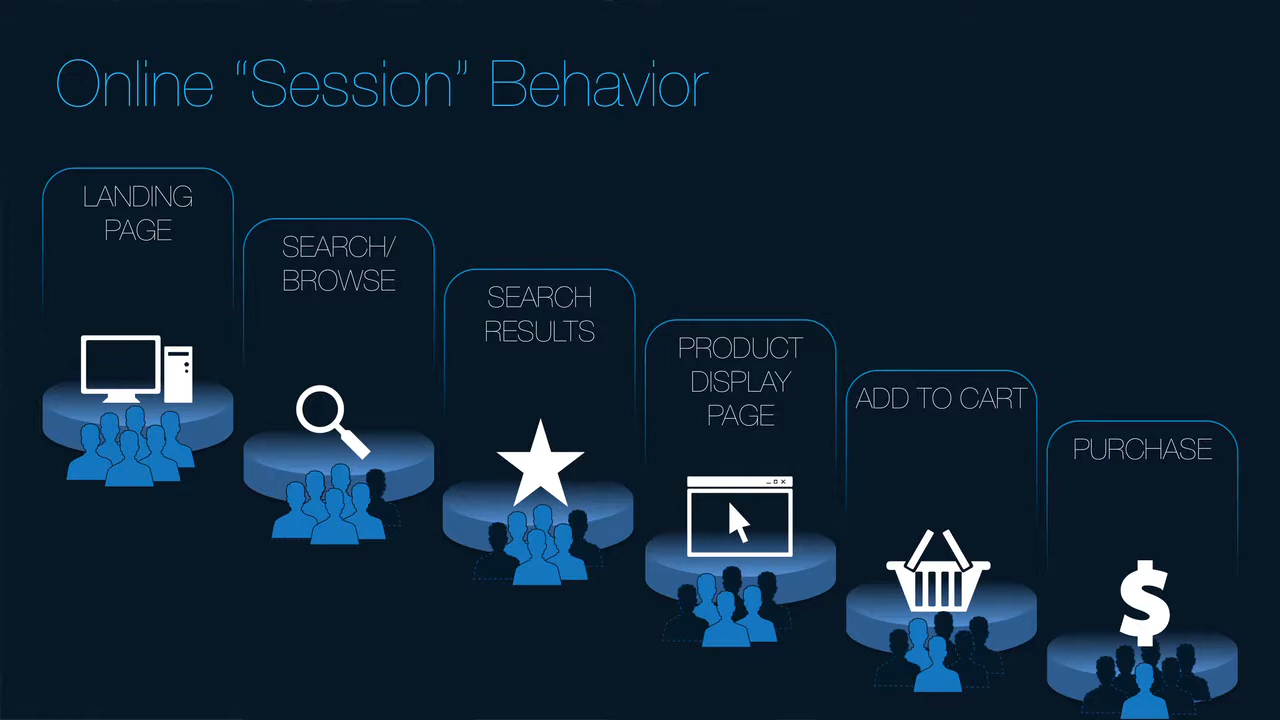 Online “Session” Behavior
LANDING
PAGE
SEARCH/
BROWSE
SEARCH
RESULTS
PRODUCT
DISPLAY
PAGE
ADD TO CART
PURCHASE
$